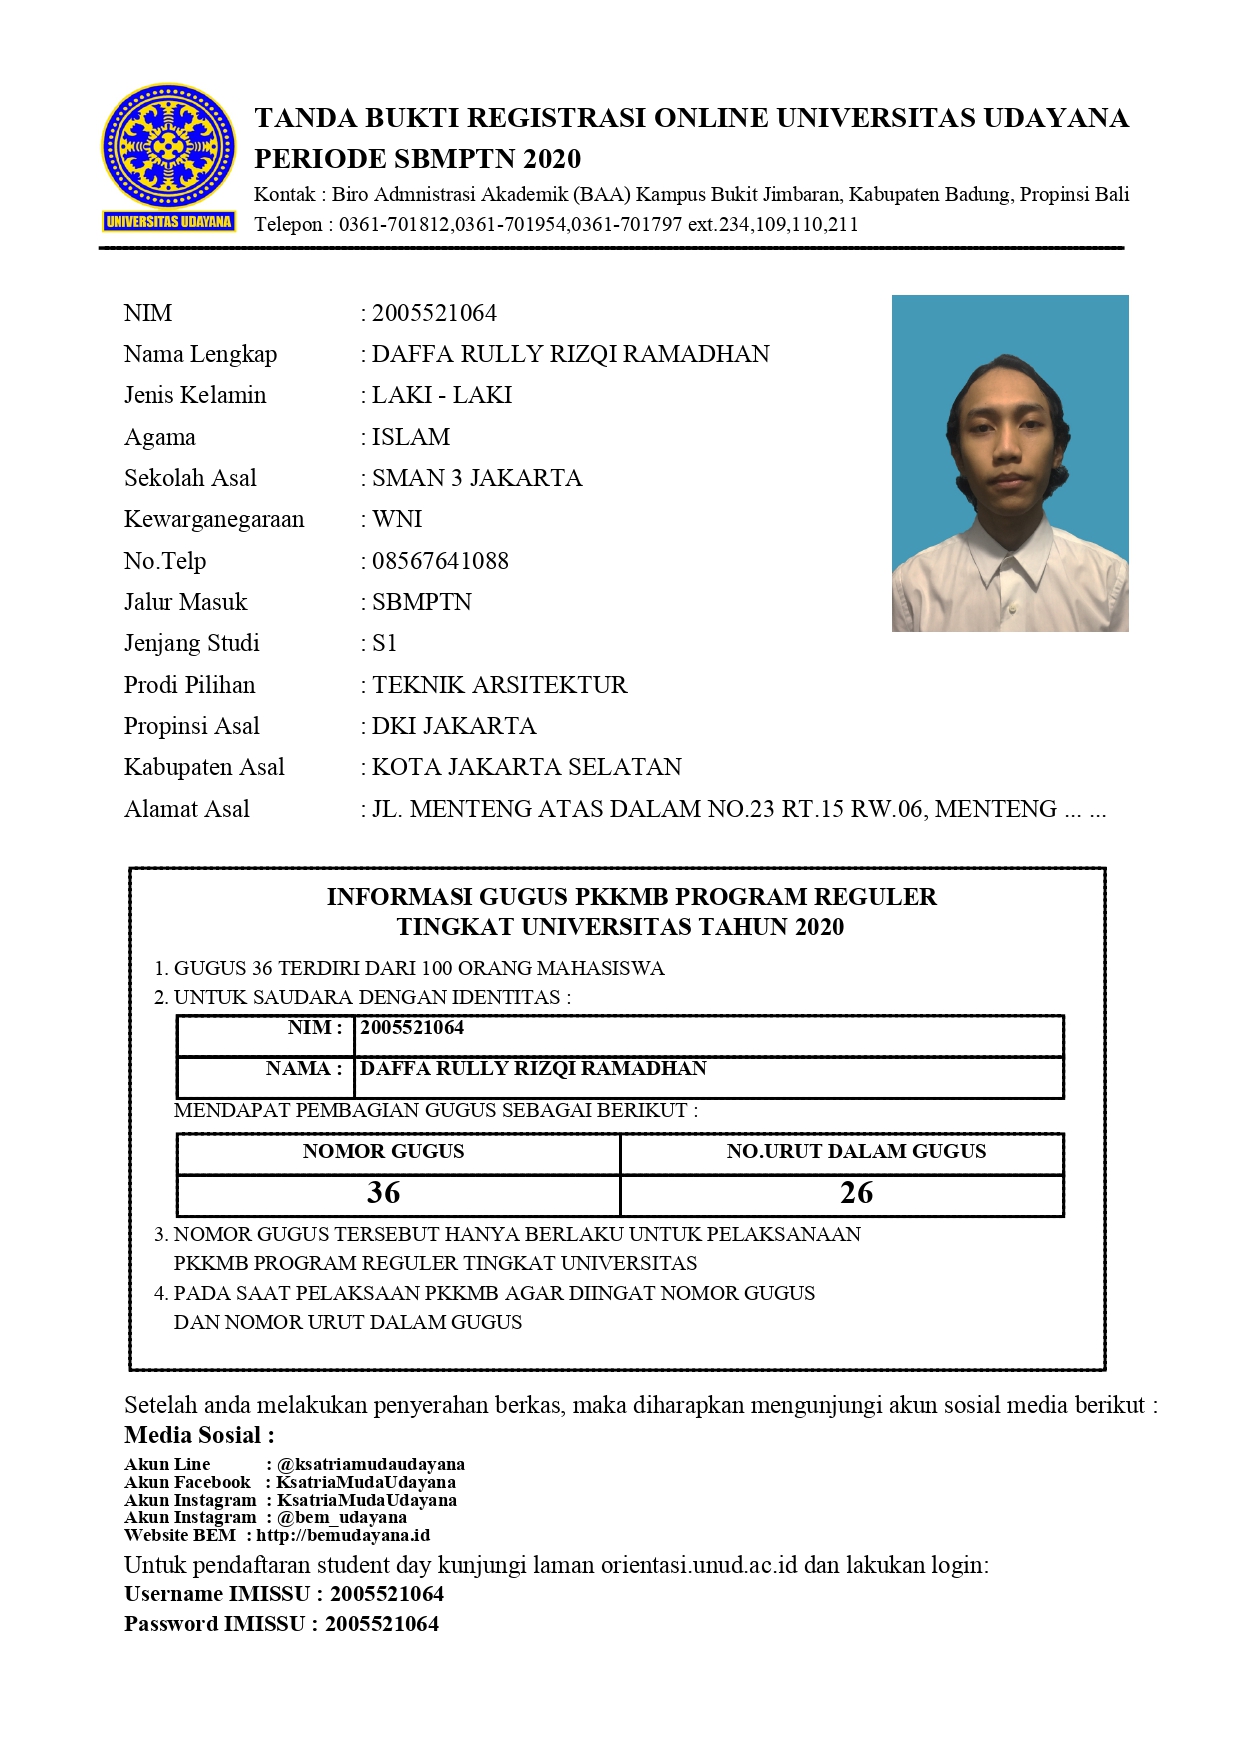 TANDA BUKTI REGISTRASI ONLINE UNIVERSITAS UDAYANA
PERIODE SBMPTN 2020
Kontak : Biro Admnistrasi Akademik (BAA) Kampus Bukit Jimbaran, Kabupaten Badung, Propinsi Bali
Telepon : 0361-701812,0361-701954,0361-701797 ext.234,109,110,211
UNIVERSITAS UDAYANA
NIM : 2005521064
Nama Lengkap : DAFFA RULLY RIZQI RAMADHAN
Jenis Kelamin : LAKI - LAKI
Agama : ISLAM
Sekolah Asal : SMAN 3 JAKARTA
Kewarganegaraan : WNI
No.Telp : 08567641088
Jalur Masuk : SBMPTN
Jenjang Studi : S1
Prodi Pilihan : TEKNIK ARSITEKTUR
Propinsi Asal : DKI JAKARTA
Kabupaten Asal : KOTA JAKARTA SELATAN
Alamat Asal : JL. MENTENG ATAS DALAM NO.23 RT.15 RW.06, MENTENG ... ...
INFORMASI GUGUS PKKMB PROGRAM REGULER
TINGKAT UNIVERSITAS TAHUN 2020
1. GUGUS 36 TERDIRI DARI 100 ORANG MAHASISWA
2. UNTUK SAUDARA DENGAN IDENTITAS :
NIM : 2005521064
NAMA : DAFFA RULLY RIZQI RAMADHAN
MENDAPAT PEMBAGIAN GUGUS SEBAGAI BERIKUT :
NOMOR GUGUS NO.URUT DALAM GUGUS
36 26
3. NOMOR GUGUS TERSEBUT HANYA BERLAKU UNTUK PELAKSANAAN
PKKMB PROGRAM REGULER TINGKAT UNIVERSITAS
4. PADA SAAT PELAKSAAN PKKMB AGAR DIINGAT NOMOR GUGUS
DAN NOMOR URUT DALAM GUGUS
Setelah anda melakukan penyerahan berkas, maka diharapkan mengunjungi akun sosial media berikut :
Media Sosial :
Akun Line : @ksatriamudaudayana
Akun Facebook : KsatriaMudaUdayana
Akun Instagram : KsatriaMudaUdayana
Akun Instagram : @bem_udayana
Website BEM : http://bemudayana.id
Untuk pendaftaran student day kunjungi laman orientasi.unud.ac.id dan lakukan login:
Username IMISSU : 2005521064
Password IMISSU : 2005521064